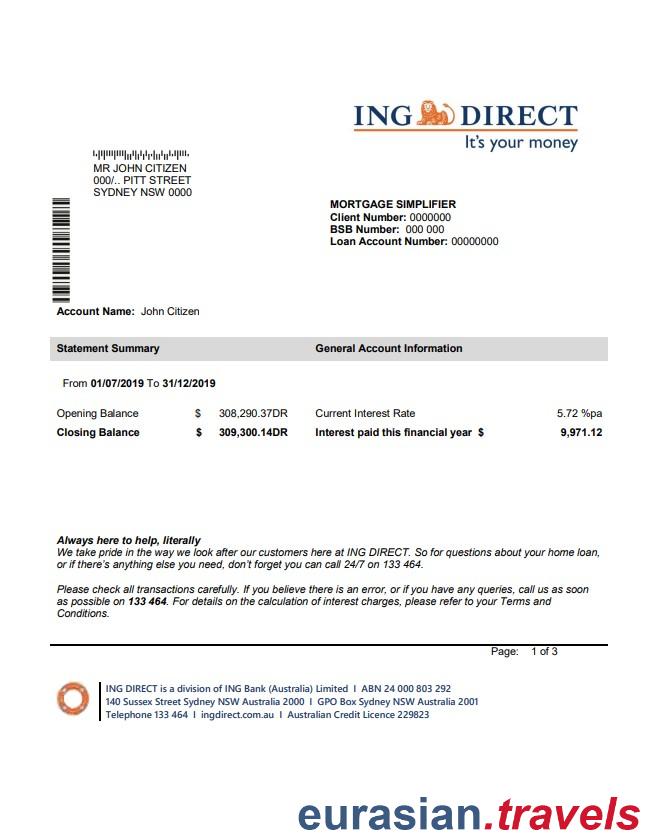 ING DIRECT
It's your money
MR JOHN CITIZEN
000/.. PITT STREET
SYDNEY NSW 0000
MORTGAGE SIMPLIFIER
Client Number: 0000000
BSB Number: 000 000
Loan Account Number: 00000000
Account Name: John Citizen
Statement Summary General Account Information
From 01/07/2019 To 31/12/2019
Opening Balance $ 308,290.37DR Current Interest Rate 5.72 %pa
Closing Balance $ 309,300.14DR Interest paid this financial year $ 9,971.12
Always here to help, literally
We take pride in the way we look after our customers here at ING DIRECT. So for questions about your home loan,
or if there's anything else you need, don't forget you can call 24/7 on 133 464.
Please check all transactions carefully. If you believe there is an error, or if you have any queries, call us as soon
as possible on 133 464. For details on the calculation of interest charges, please refer to your Terms and
Conditions.
Page: 1 of 3
ING DIRECT is a division of ING Bank (Australia) Limited I ABN 24 000 803 292
140 Sussex Street Sydney NSW Australia 2000 I GPO Box Sydney NSW Australia 2001
Telephone 133 464 I ingdirect.com.au I Australian Credit Licence 229823
eurasian.travels